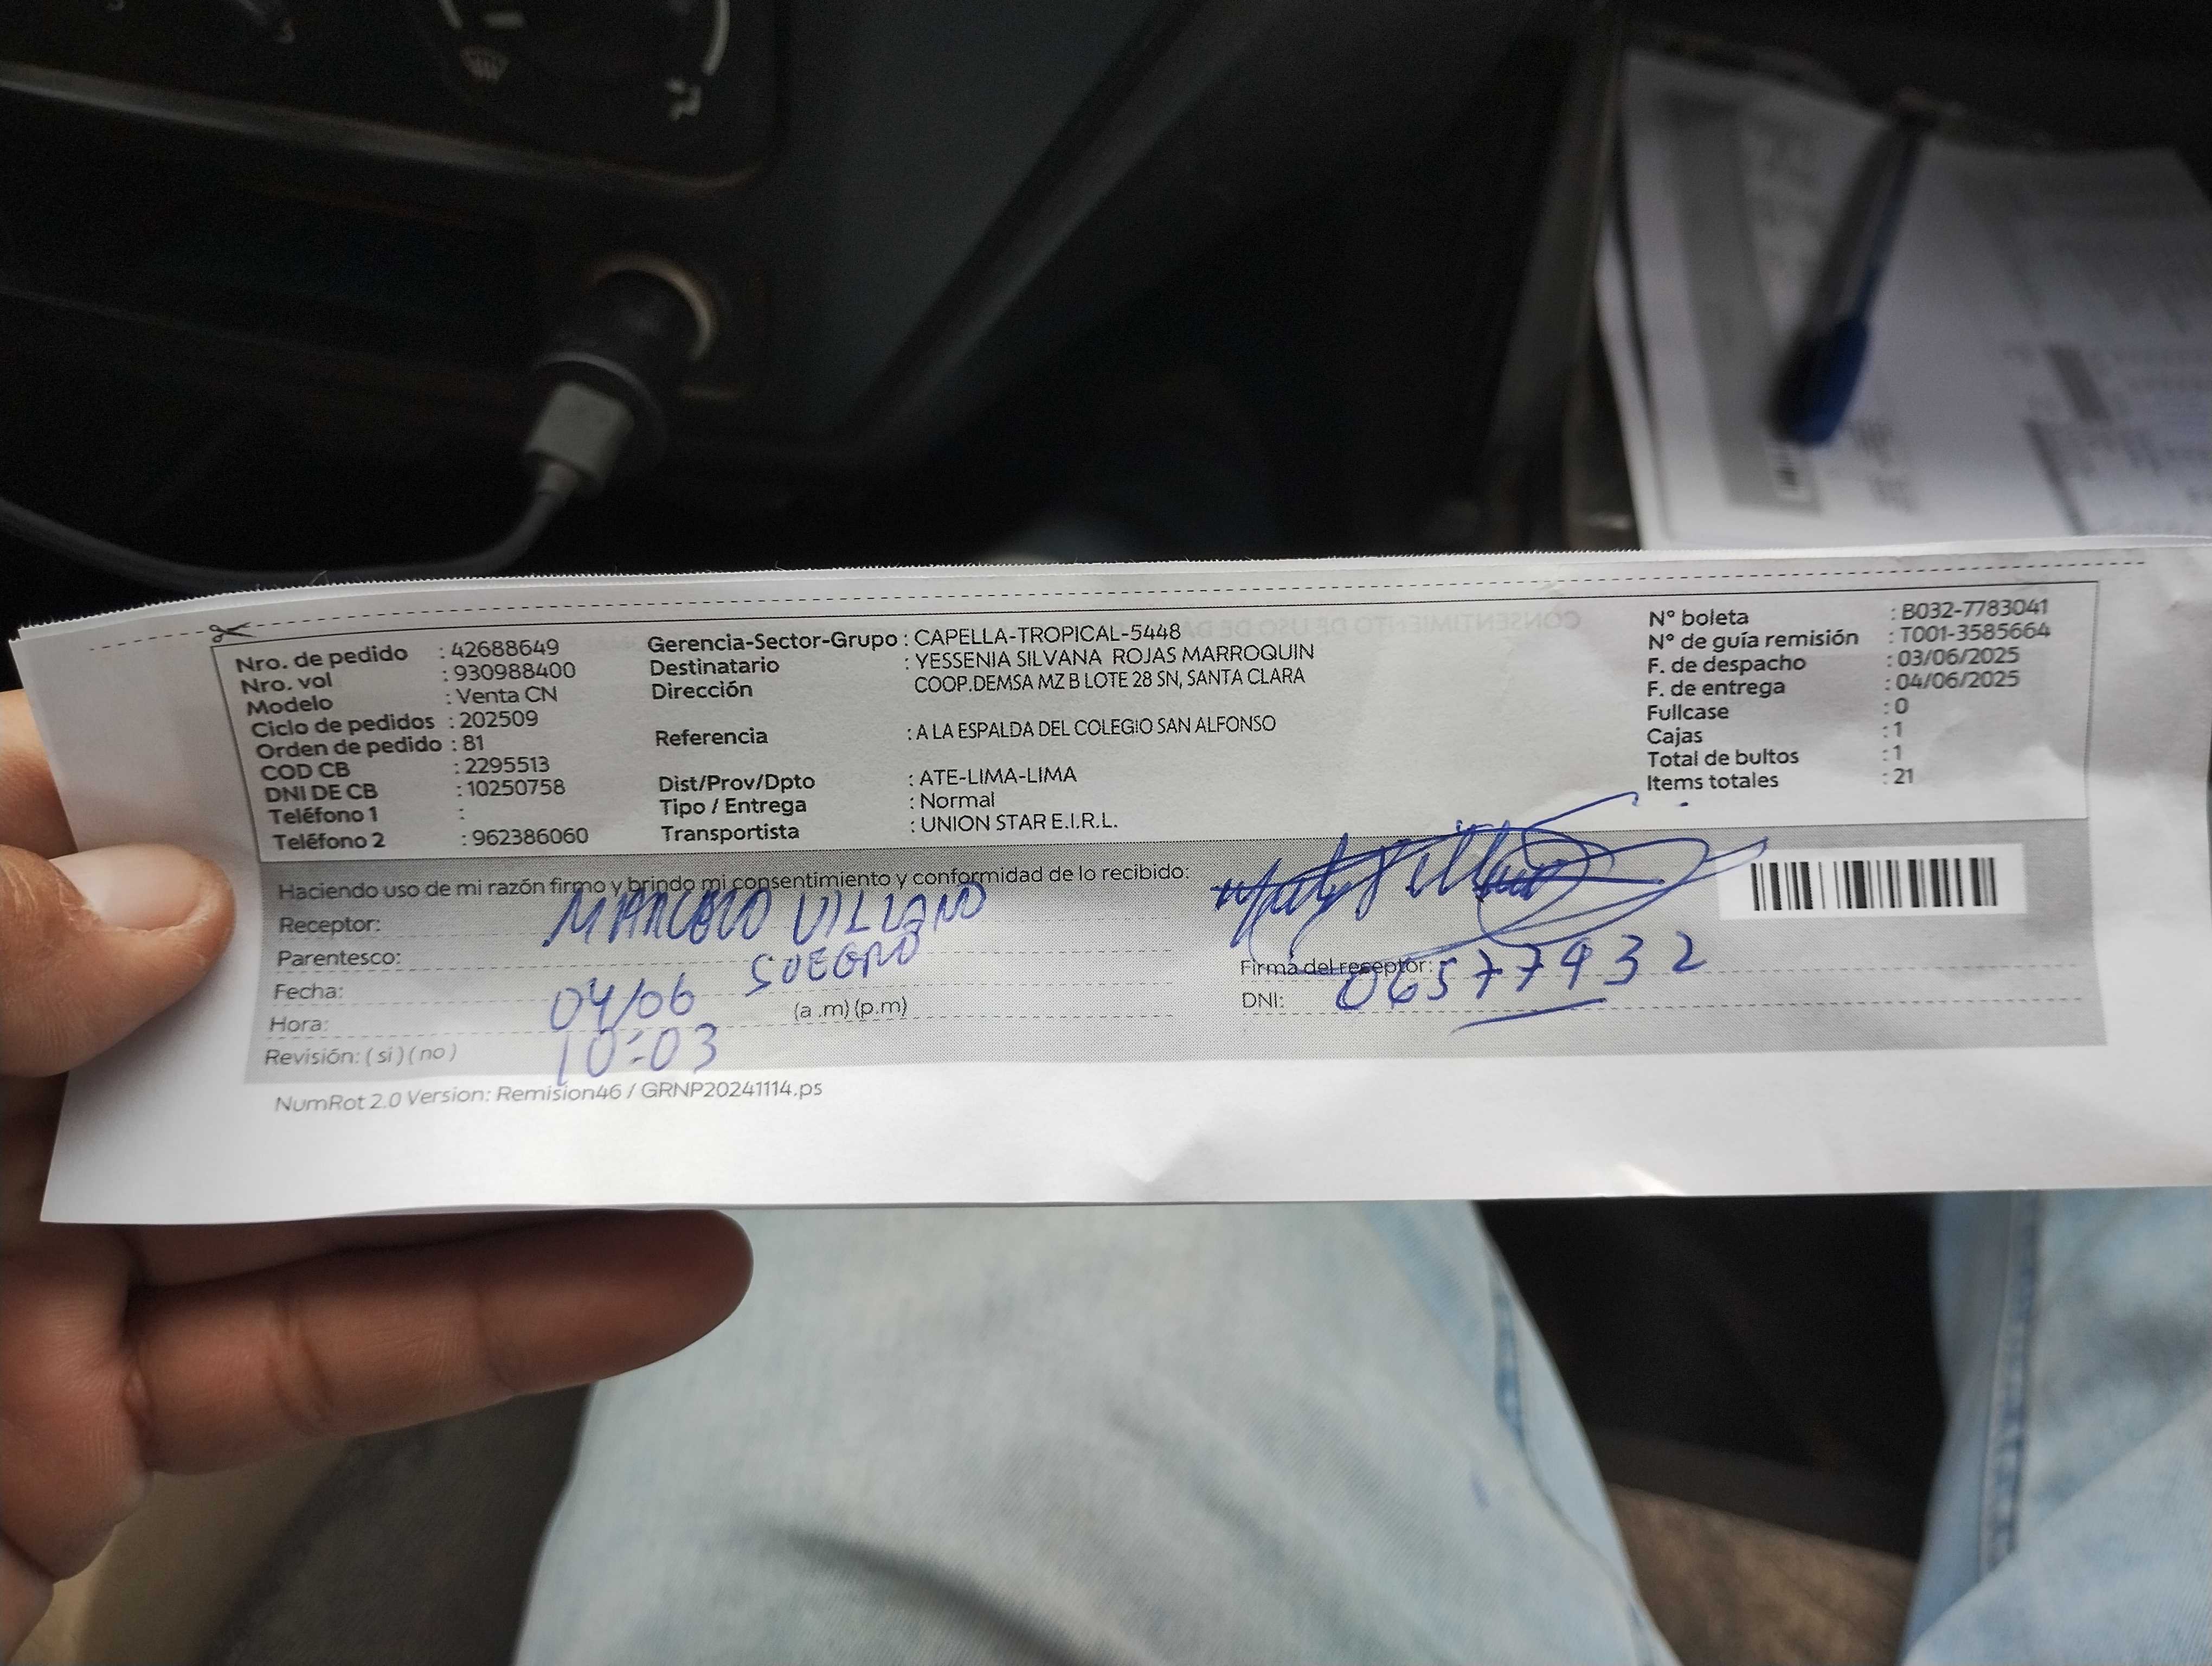 Nro. de pedido : 42688649
Nro. vol : 930988400
Modelo : Venta CN
Ciclo de pedidos : 202509
Orden de pedido : 81
COD CB : 2295513
DNI DE CB : 10250758
Teléfono 1 :
Teléfono 2 : 962386060
Gerencia-Sector-Grupo : CAPELLA-TROPICAL-5448
Destinatario : YESSENIA SILVANA ROJAS MARROQUIN
Dirección COOP.DEMSA MZ B LOTE 28 SN, SANTA CLARA
Referencia : A LA ESPALDA DEL COLEGIO SAN ALFONSO
Dist/Prov/Dpto : ATE-LIMA-LIMA
Tipo / Entrega : Normal
Transportista : UNION STAR E.I.R.L.
N° boleta : B032-7783041
N° de guía remisión : T001-3585664
F. de despacho : 03/06/2025
F. de entrega : 04/06/2025
Fullcase : 0
Cajas : 1
Total de bultos : 1
Items totales : 21
Haciendo uso de mi razón firmo y brindo mi consentimiento y conformidad de lo recibido:
Receptor:
Parentesco: SUEGRO
Fecha: 04/06
Hora: 10:03 (a .m) (p.m)
Revisión: ( si ) ( no )
Firma del receptor:
DNI: 06577932
NumRot 2.0 Version: Remision46 / GRNP20241114.ps